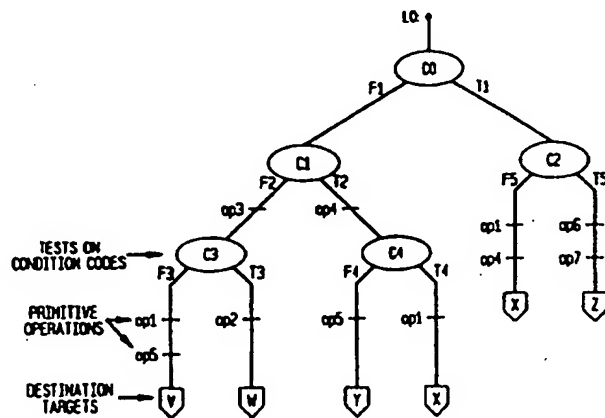 L0:
C0
F1 T1
C1 C2
F2 T2 F5 T5
op3 op4
op1 op6
TESTS ON
CONDITION CODES
C3 C4
op4 op7
F3 T3 F4 T4
X Z
PRIMITIVE
OPERATIONS
op1 op2 op5 op1
op5
DESTINATION
TARGETS
V W Y X